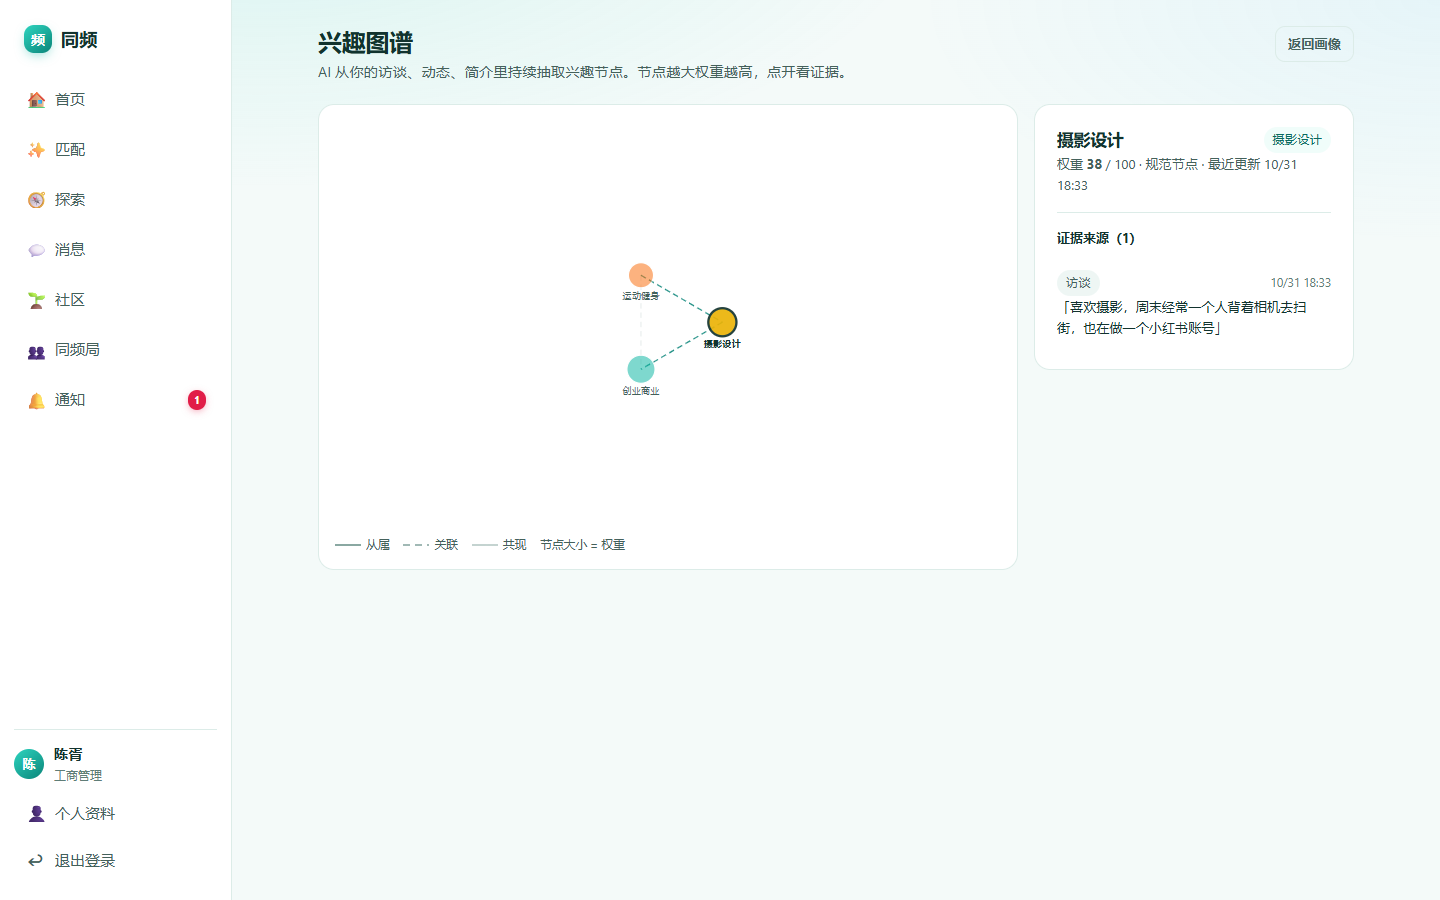 频 同频
首页
匹配
探索
消息
社区
同频局
通知 1
陈 陈胥
工商管理
个人资料
退出登录
兴趣图谱
AI 从你的访谈、动态、简介里持续抽取兴趣节点。节点越大权重越高，点开看证据。
返回画像
运动健身
摄影设计
创业商业
从属 关联 共现 节点大小 = 权重
摄影设计 摄影设计
权重 38 / 100 · 规范节点 · 最近更新 10/31
18:33
证据来源（1）
访谈 10/31 18:33
「喜欢摄影，周末经常一个人背着相机去扫
街，也在做一个小红书账号」